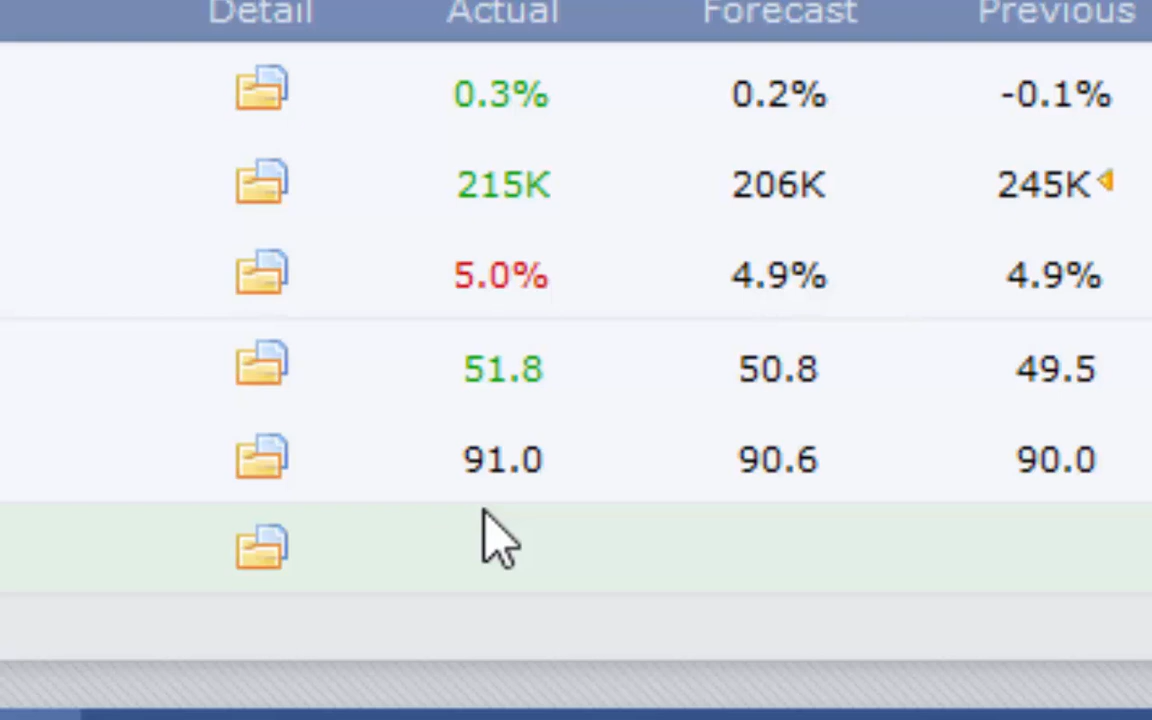 Detail Actual Forecast Previous
0.3% 0.2% -0.1%
215K 206K 245K
5.0% 4.9% 4.9%
51.8 50.8 49.5
91.0 90.6 90.0